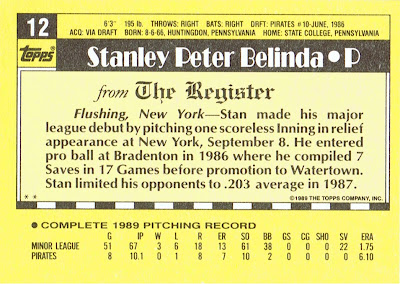 12
6'3" 195 lb. THROWS: RIGHT BATS: RIGHT DRFT: PIRATES #10-JUNE, 1986
ACQ: VIA DRAFT BORN: 8-6-66, HUNTINGDON, PENNSYLVANIA HOME: STATE COLLEGE, PENNSYLVANIA
Topps Stanley Peter Belinda • P
from The Register
Flushing, New York—Stan made his major
league debut by pitching one scoreless Inning in relief
appearance at New York, September 8. He entered
pro ball at Bradenton in 1986 where he compiled 7
Saves in 17 Games before promotion to Watertown.
Stan limited his opponents to .203 average in 1987.
* * ©1989 THE TOPPS COMPANY, INC.
• COMPLETE 1989 PITCHING RECORD
G IP W L R ER SO BB GS CG SHO SV ERA
MINOR LEAGUE 51 67 3 6 18 13 61 38 0 0 0 22 1.75
PIRATES 8 10.1 0 1 8 7 10 2 0 0 0 0 6.10